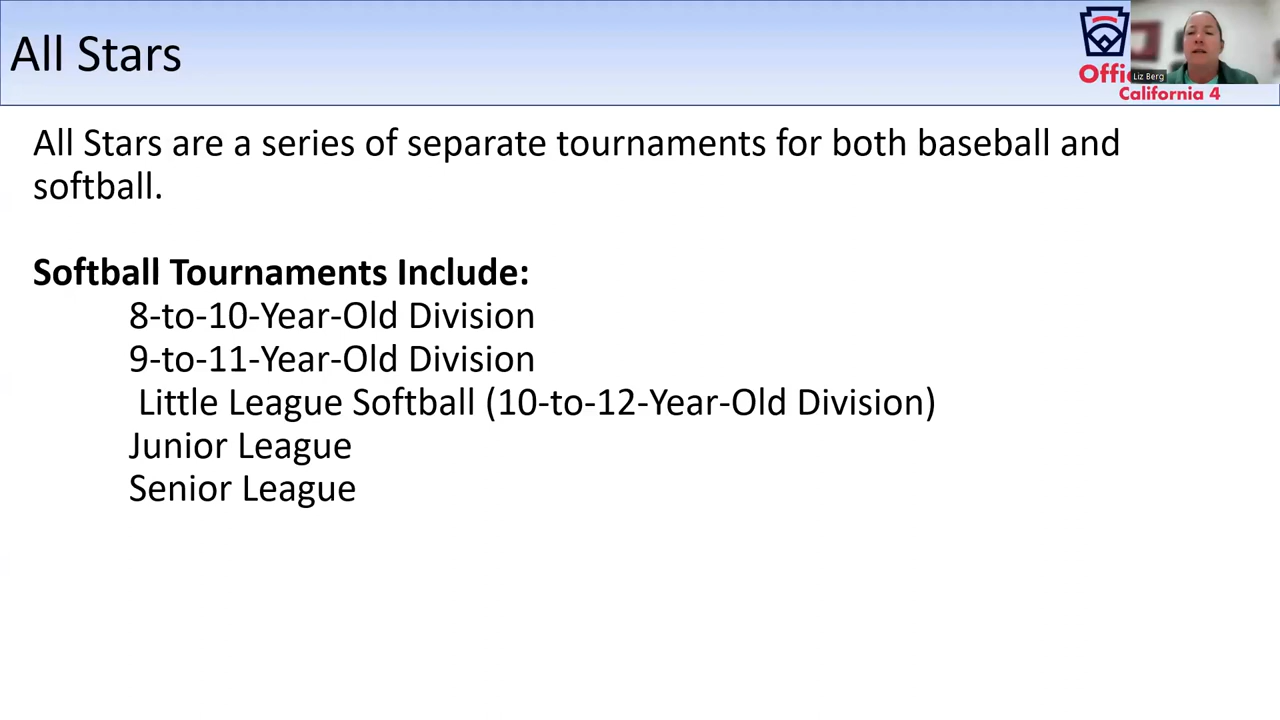 All Stars
Offic
Liz Berg
California 4
All Stars are a series of separate tournaments for both baseball and
softball.
Softball Tournaments Include:
8-to-10-Year-Old Division
9-to-11-Year-Old Division
Little League Softball (10-to-12-Year-Old Division)
Junior League
Senior League